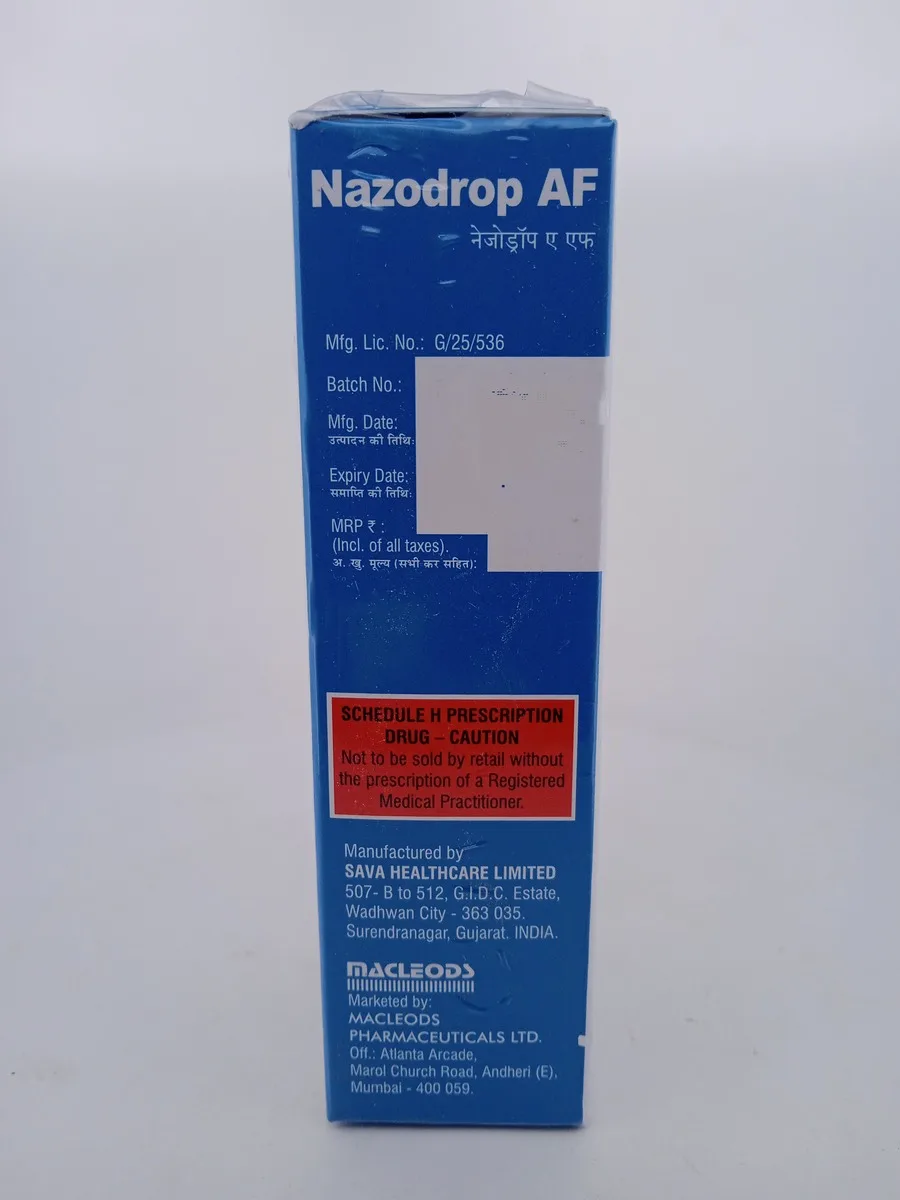 Nazodrop AF
नेजोड्रॉप ए एफ
Mfg. Lic. No.: G/25/536
Batch No.:
Mfg. Date:
उत्पादन की तिथि:
Expiry Date:
समाप्ति की तिथि:
MRP ₹ :
(Incl. of all taxes).
अ. खु. मूल्य (सभी कर सहित):
SCHEDULE H PRESCRIPTION
DRUG – CAUTION
Not to be sold by retail without
the prescription of a Registered
Medical Practitioner.
Manufactured by
SAVA HEALTHCARE LIMITED
507- B to 512, G.I.D.C. Estate,
Wadhwan City - 363 035.
Surendranagar, Gujarat. INDIA.
MACLEODS
Marketed by:
MACLEODS
PHARMACEUTICALS LTD.
Off.: Atlanta Arcade,
Marol Church Road, Andheri (E),
Mumbai - 400 059.